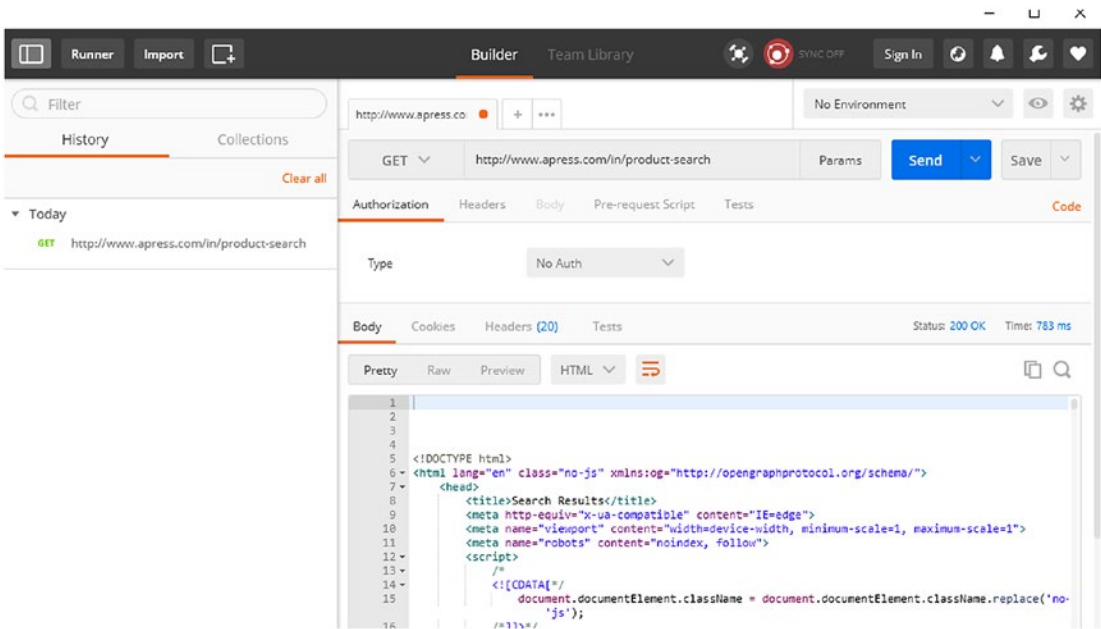 Runner Import Builder Team Library SYNC OFF Sign In
Filter
History Collections
Clear all
Today
GET http://www.apress.com/in/product-search
http://www.apress.co + •••
No Environment
GET http://www.apress.com/in/product-search Params Send Save
Authorization Headers Body Pre-request Script Tests Code
Type No Auth
Body Cookies Headers (20) Tests Status: 200 OK Time: 783 ms
Pretty Raw Preview HTML
1
2
3
4
5 <!DOCTYPE html>
6 <html lang="en" class="no-js" xmlns:og="http://opengraphprotocol.org/schema/">
7 <head>
8 <title>Search Results</title>
9 <meta http-equiv="x-ua-compatible" content="IE=edge">
10 <meta name="viewport" content="width=device-width, minimum-scale=1, maximum-scale=1">
11 <meta name="robots" content="noindex, follow">
12 <script>
13 /*
14 <![CDATA[*/
15 document.documentElement.className = document.documentElement.className.replace('no-
'js');
16 /*]]>*/